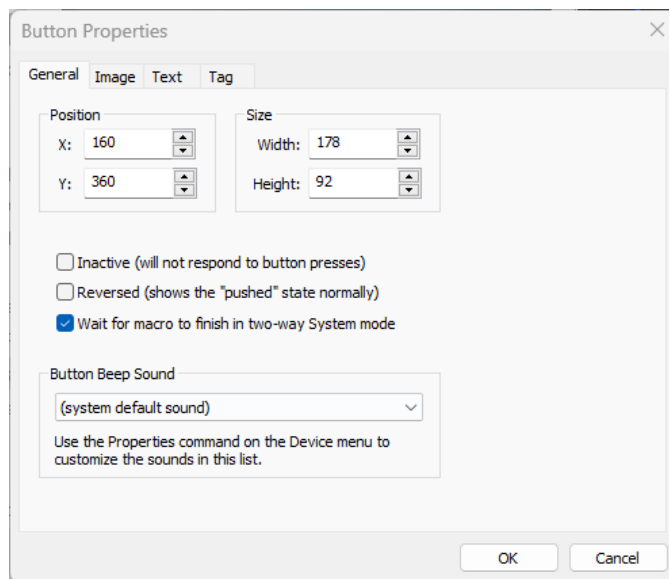 Button Properties
General Image Text Tag
Position
X: 160
Y: 360
Size
Width: 178
Height: 92
Inactive (will not respond to button presses)
Reversed (shows the "pushed" state normally)
Wait for macro to finish in two-way System mode
Button Beep Sound
(system default sound)
Use the Properties command on the Device menu to
customize the sounds in this list.
OK Cancel